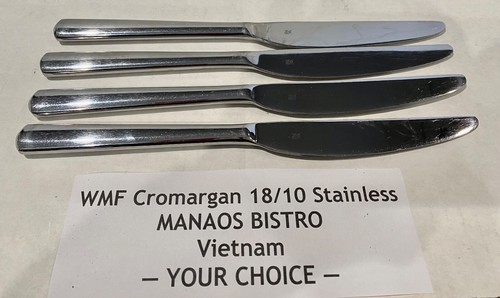 WMF Cromargan 18/10 Stainless
MANAOS BISTRO
Vietnam
— YOUR CHOICE —